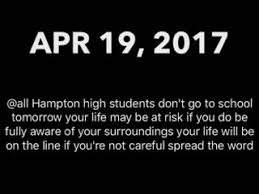 APR 19, 2017
@all Hampton high students don't go to school
tomorrow your life may be at risk if you do be
fully aware of your surroundings your life will be
on the line if you're not careful spread the word